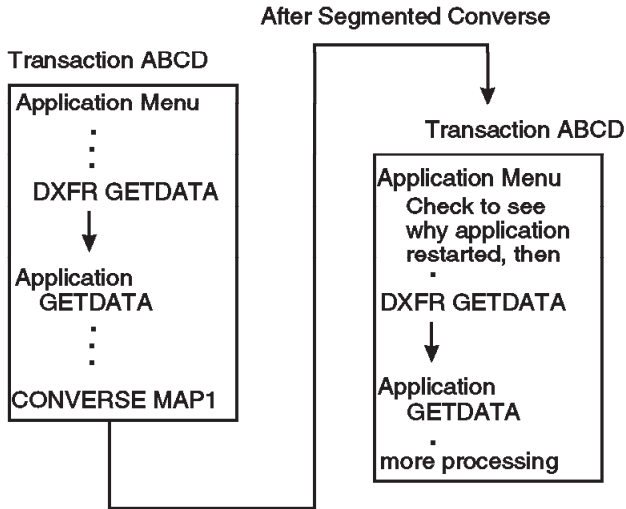 After Segmented Converse
Transaction ABCD
Application Menu
.
.
.
DXFR GETDATA
Application
GETDATA
.
.
.
CONVERSE MAP1
Transaction ABCD
Application Menu
Check to see
why application
restarted, then
.
DXFR GETDATA
Application
GETDATA
.
more processing